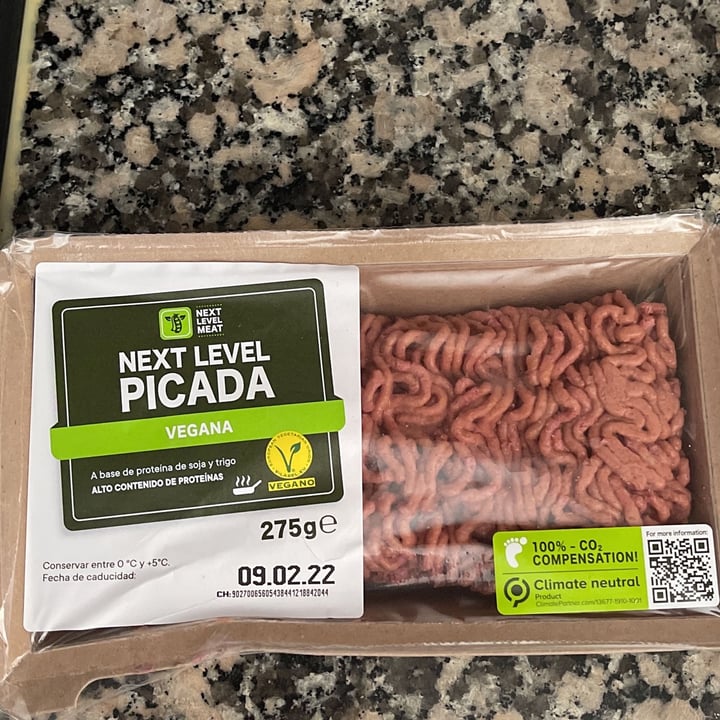 NEXT
LEVEL
MEAT
NEXT LEVEL
PICADA
VEGANA
A base de proteína de soja y trigo
ALTO CONTENIDO DE PROTEÍNAS
VEGANO
275g℮
Conservar entre 0 °C y +5°C.
Fecha de caducidad:
09.02.22
100% - CO₂
COMPENSATION!
Climate neutral
Product
For more information: